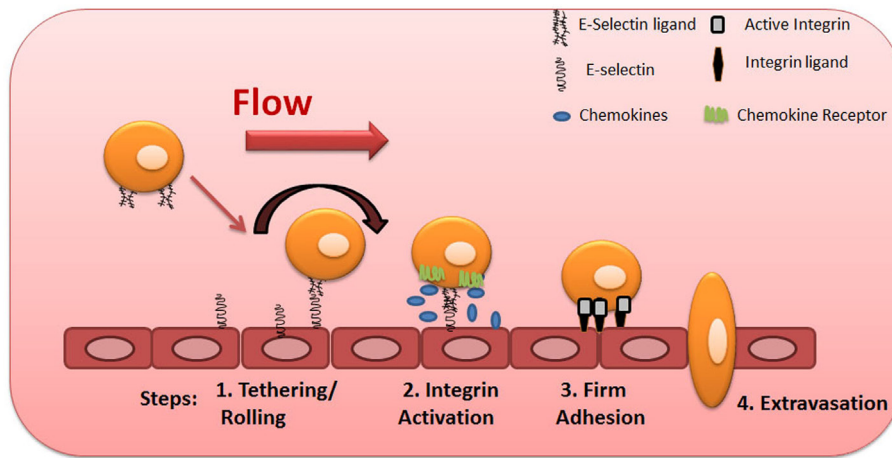 E-Selectin ligand
Active Integrin
E-selectin
Integrin ligand
Chemokines
Chemokine Receptor
Flow
Steps:
1. Tethering/
Rolling
2. Integrin
Activation
3. Firm
Adhesion
4. Extravasation